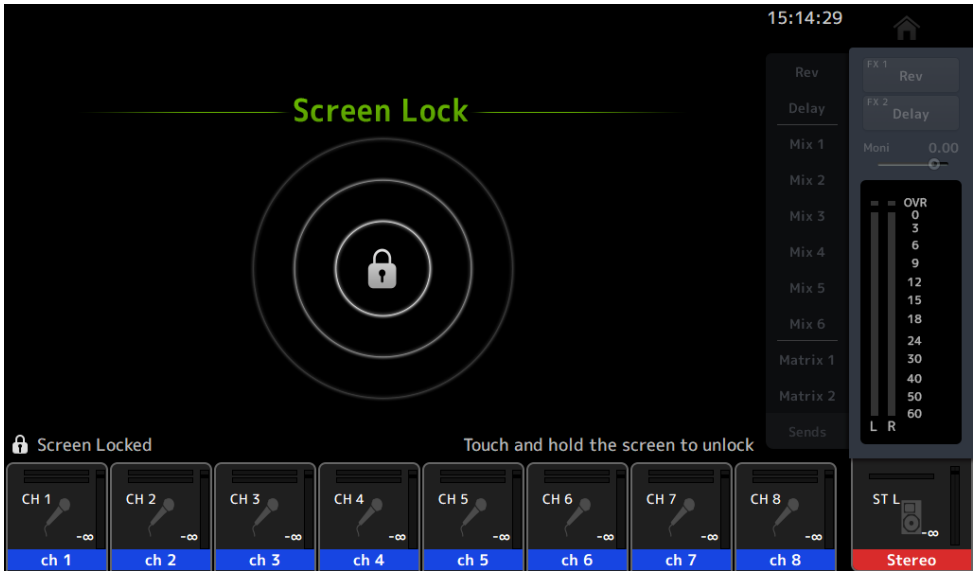 15:14:29
Screen Lock
Rev
Delay
Mix 1
Mix 2
Mix 3
Mix 4
Mix 5
Mix 6
Matrix 1
Matrix 2
Sends
FX 1
Rev
FX 2
Delay
Moni 0.00
OVR
0
3
6
9
12
15
18
24
30
40
50
60
L R
Screen Locked
Touch and hold the screen to unlock
CH 1 CH 2 CH 3 CH 4 CH 5 CH 6 CH 7 CH 8 ST L
-∞ -∞ -∞ -∞ -∞ -∞ -∞ -∞ -∞
ch 1 ch 2 ch 3 ch 4 ch 5 ch 6 ch 7 ch 8 Stereo